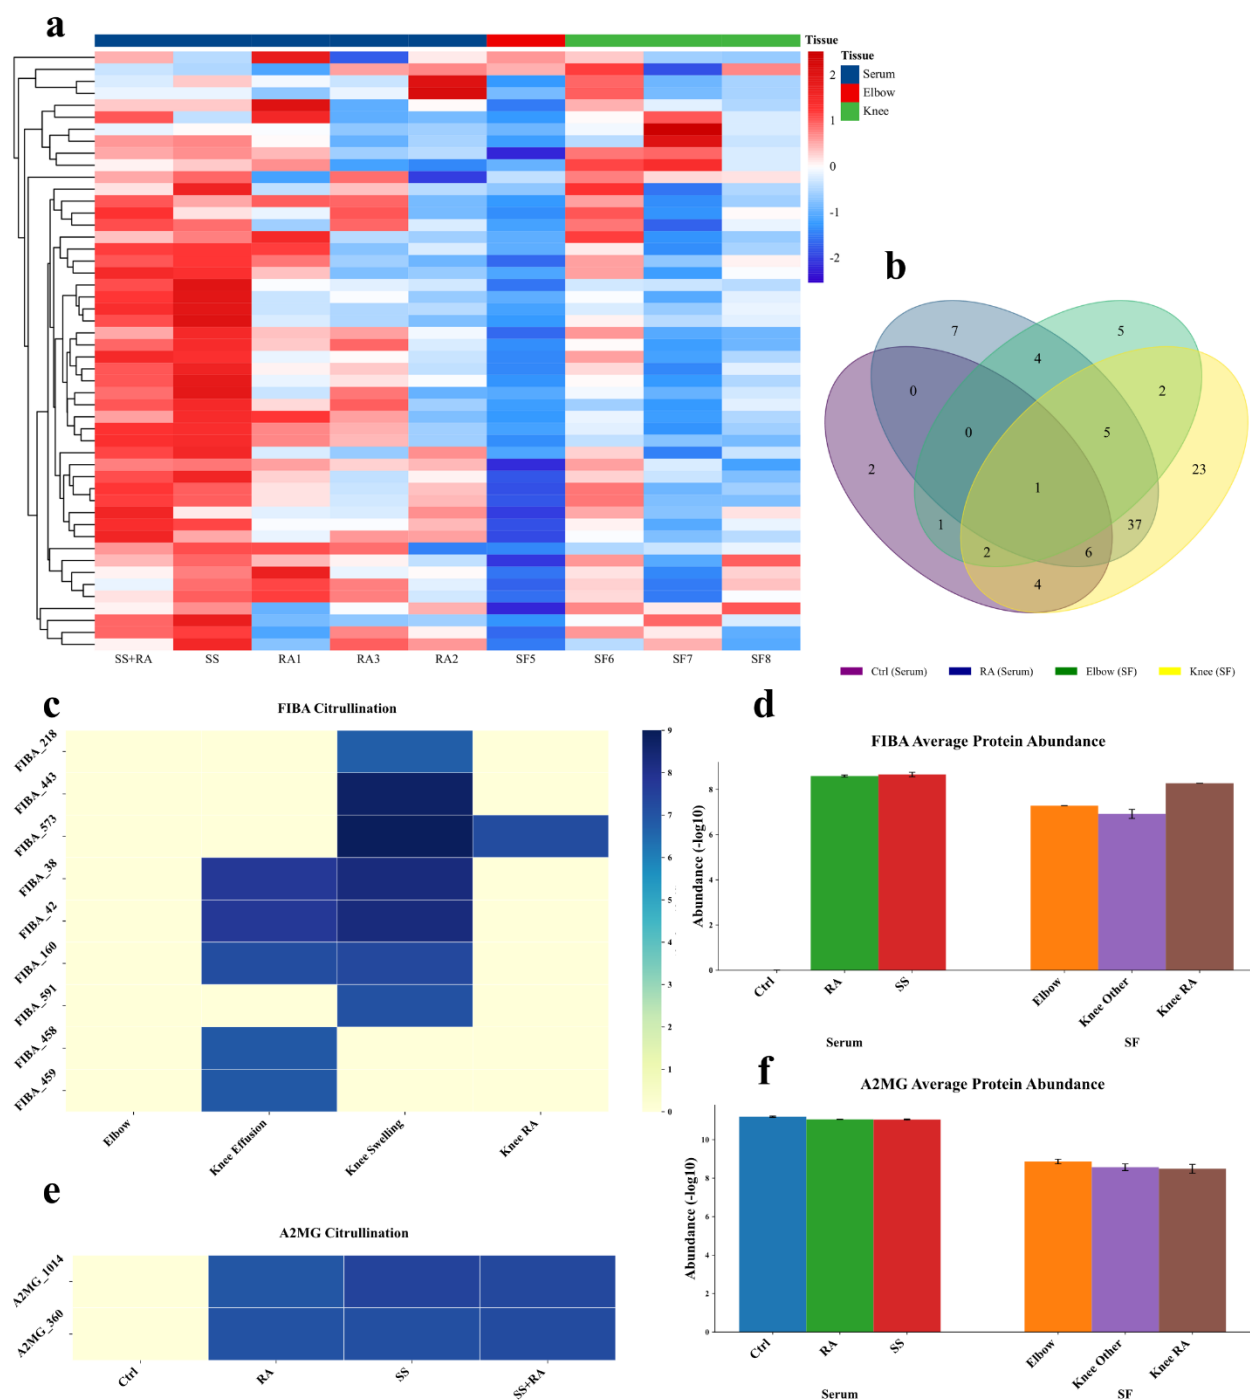 a
Tissue
Tissue
Serum
Elbow
Knee
2
1
0
-1
-2
SS+RA SS RA1 RA3 RA2 SF5 SF6 SF7 SF8
b
7 5
4
0 2
0 5
2 23
1
1 37
2 6
4
Ctrl (Serum) RA (Serum) Elbow (SF) Knee (SF)
c
FIBA Citrullination
FIBA_218
FIBA_443
FIBA_573
FIBA_38
FIBA_42
FIBA_160
FIBA_591
FIBA_458
FIBA_459
Elbow Knee Effusion Knee Swelling Knee RA
9
8
7
6
5
4
3
2
1
0
d
FIBA Average Protein Abundance
Abundance (-log10)
8
6
4
2
0
Ctrl RA SS Elbow Knee Other Knee RA
Serum SF
e
A2MG Citrullination
A2MG_1014
A2MG_360
Ctrl RA SS SS+RA
f
A2MG Average Protein Abundance
Abundance (-log10)
10
8
6
4
2
0
Ctrl RA SS Elbow Knee Other Knee RA
Serum SF